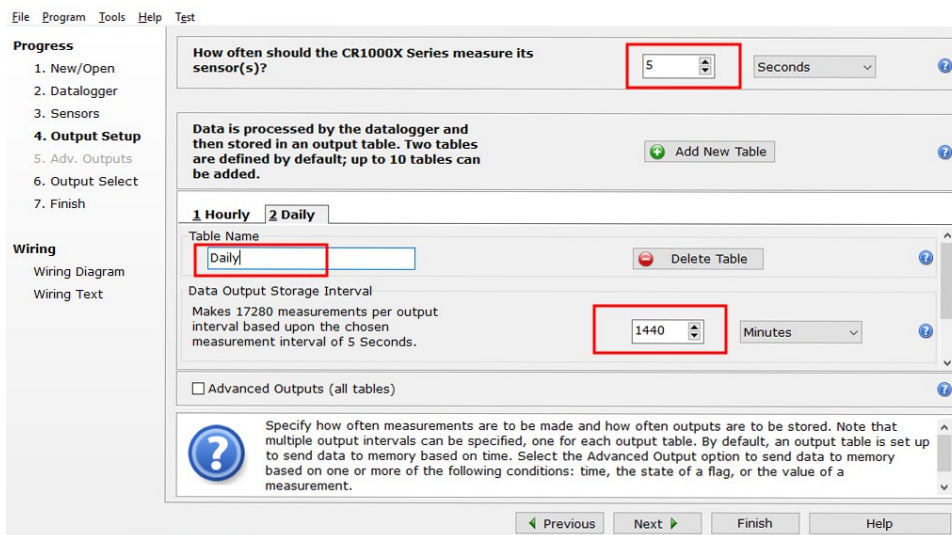 File Program Tools Help Test
Progress
1. New/Open
2. Datalogger
3. Sensors
4. Output Setup
5. Adv. Outputs
6. Output Select
7. Finish
Wiring
Wiring Diagram
Wiring Text
How often should the CR1000X Series measure its
sensor(s)?
5
Seconds
Data is processed by the datalogger and
then stored in an output table. Two tables
are defined by default; up to 10 tables can
be added.
Add New Table
1 Hourly 2 Daily
Table Name
Daily
Delete Table
Data Output Storage Interval
Makes 17280 measurements per output
interval based upon the chosen
measurement interval of 5 Seconds.
1440
Minutes
Advanced Outputs (all tables)
Specify how often measurements are to be made and how often outputs are to be stored. Note that
multiple output intervals can be specified, one for each output table. By default, an output table is set up
to send data to memory based on time. Select the Advanced Output option to send data to memory
based on one or more of the following conditions: time, the state of a flag, or the value of a
measurement.
Previous Next Finish Help